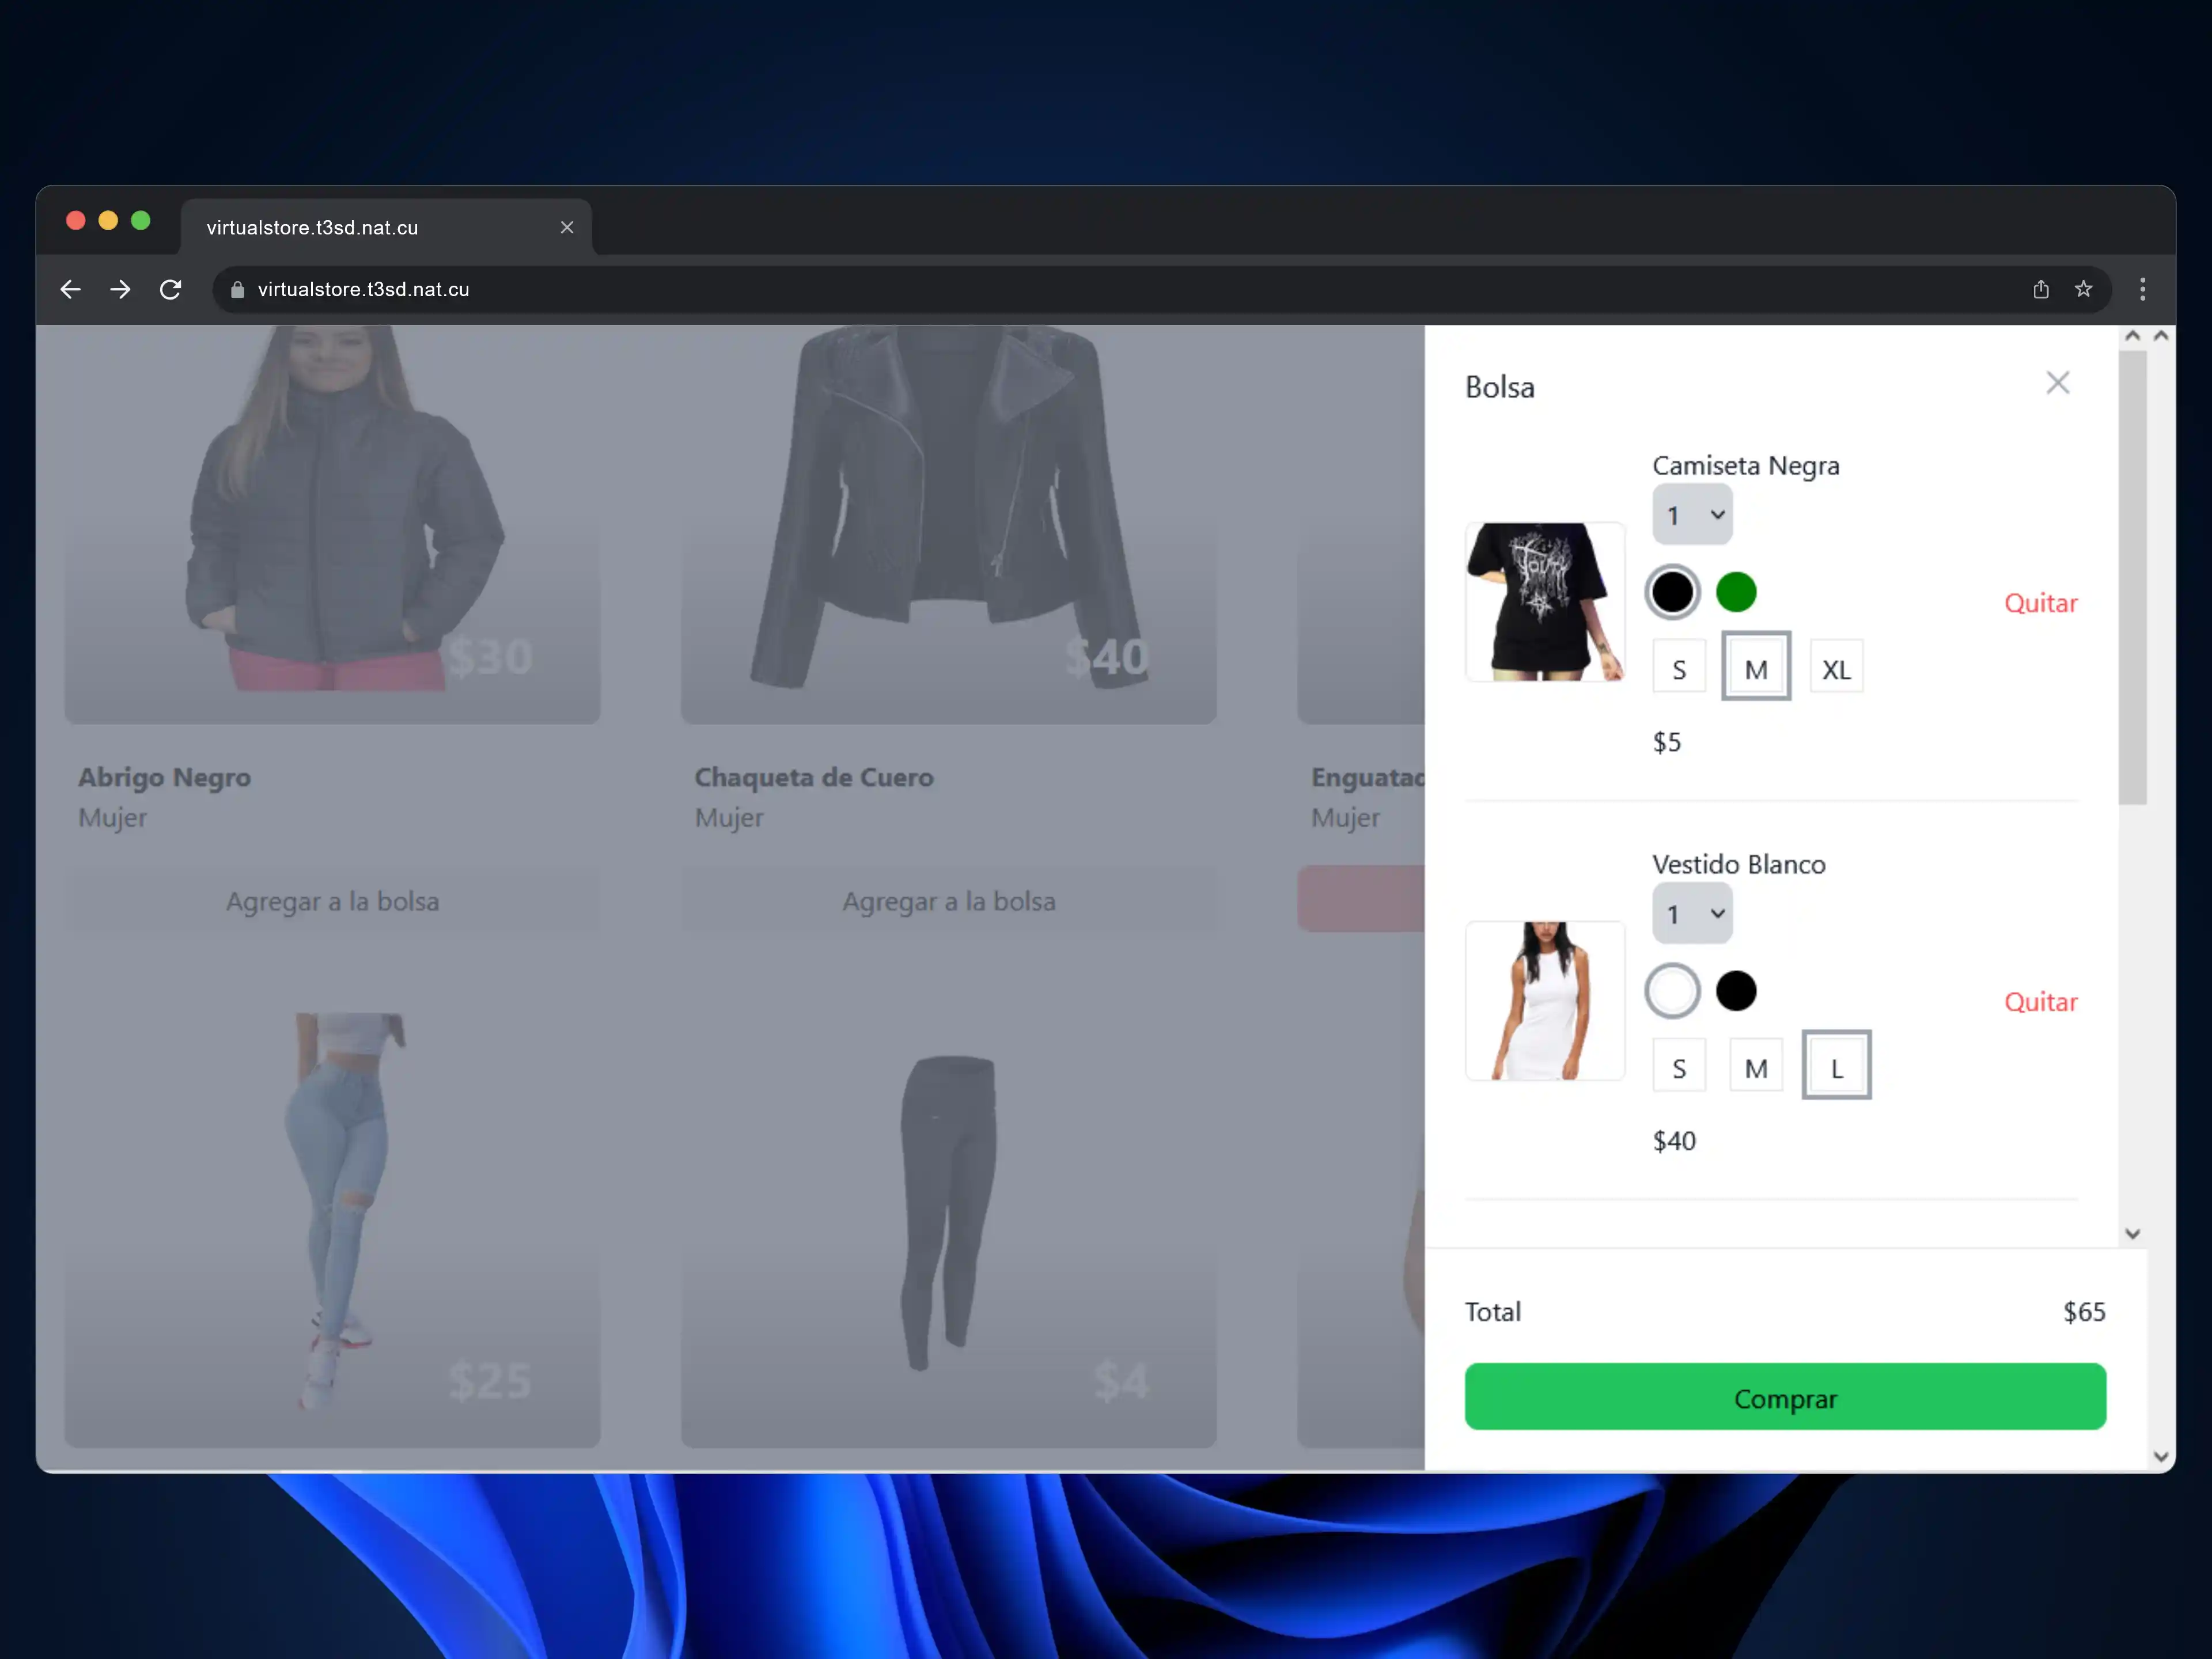 virtualstore.t3sd.nat.cu
virtualstore.t3sd.nat.cu
$30
$40
Abrigo Negro
Mujer
Chaqueta de Cuero
Mujer
Mujer
Agregar a la bolsa
Agregar a la bolsa
$25
$4
Bolsa
Camiseta Negra
1
Quitar
S M XL
$5
Vestido Blanco
1
Quitar
S M L
$40
Total $65
Comprar